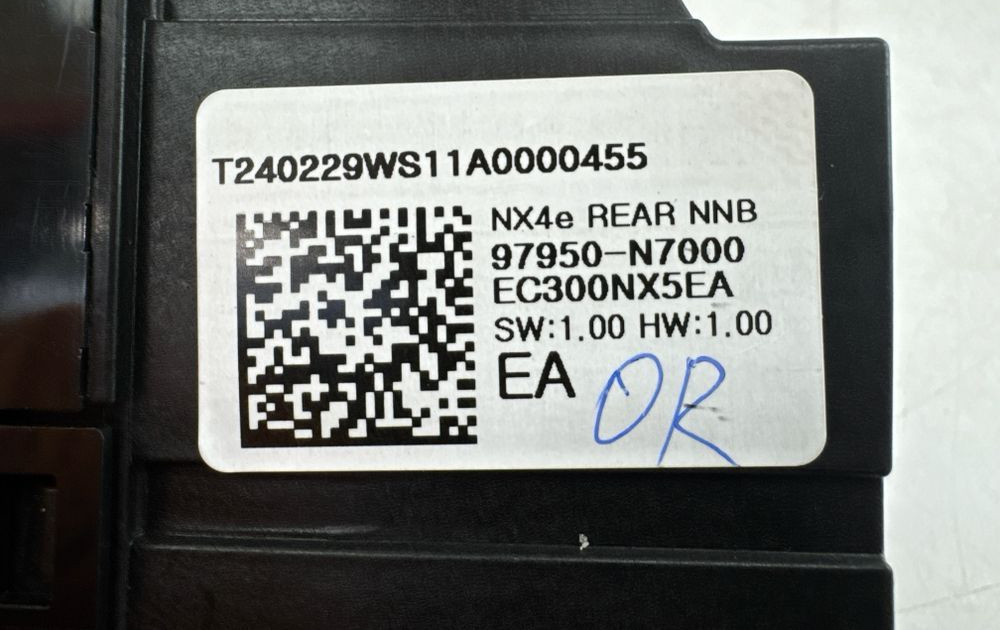 T240229WS11A0000455
NX4e REAR NNB
97950-N7000
EC300NX5EA
SW:1.00 HW:1.00
EA OR